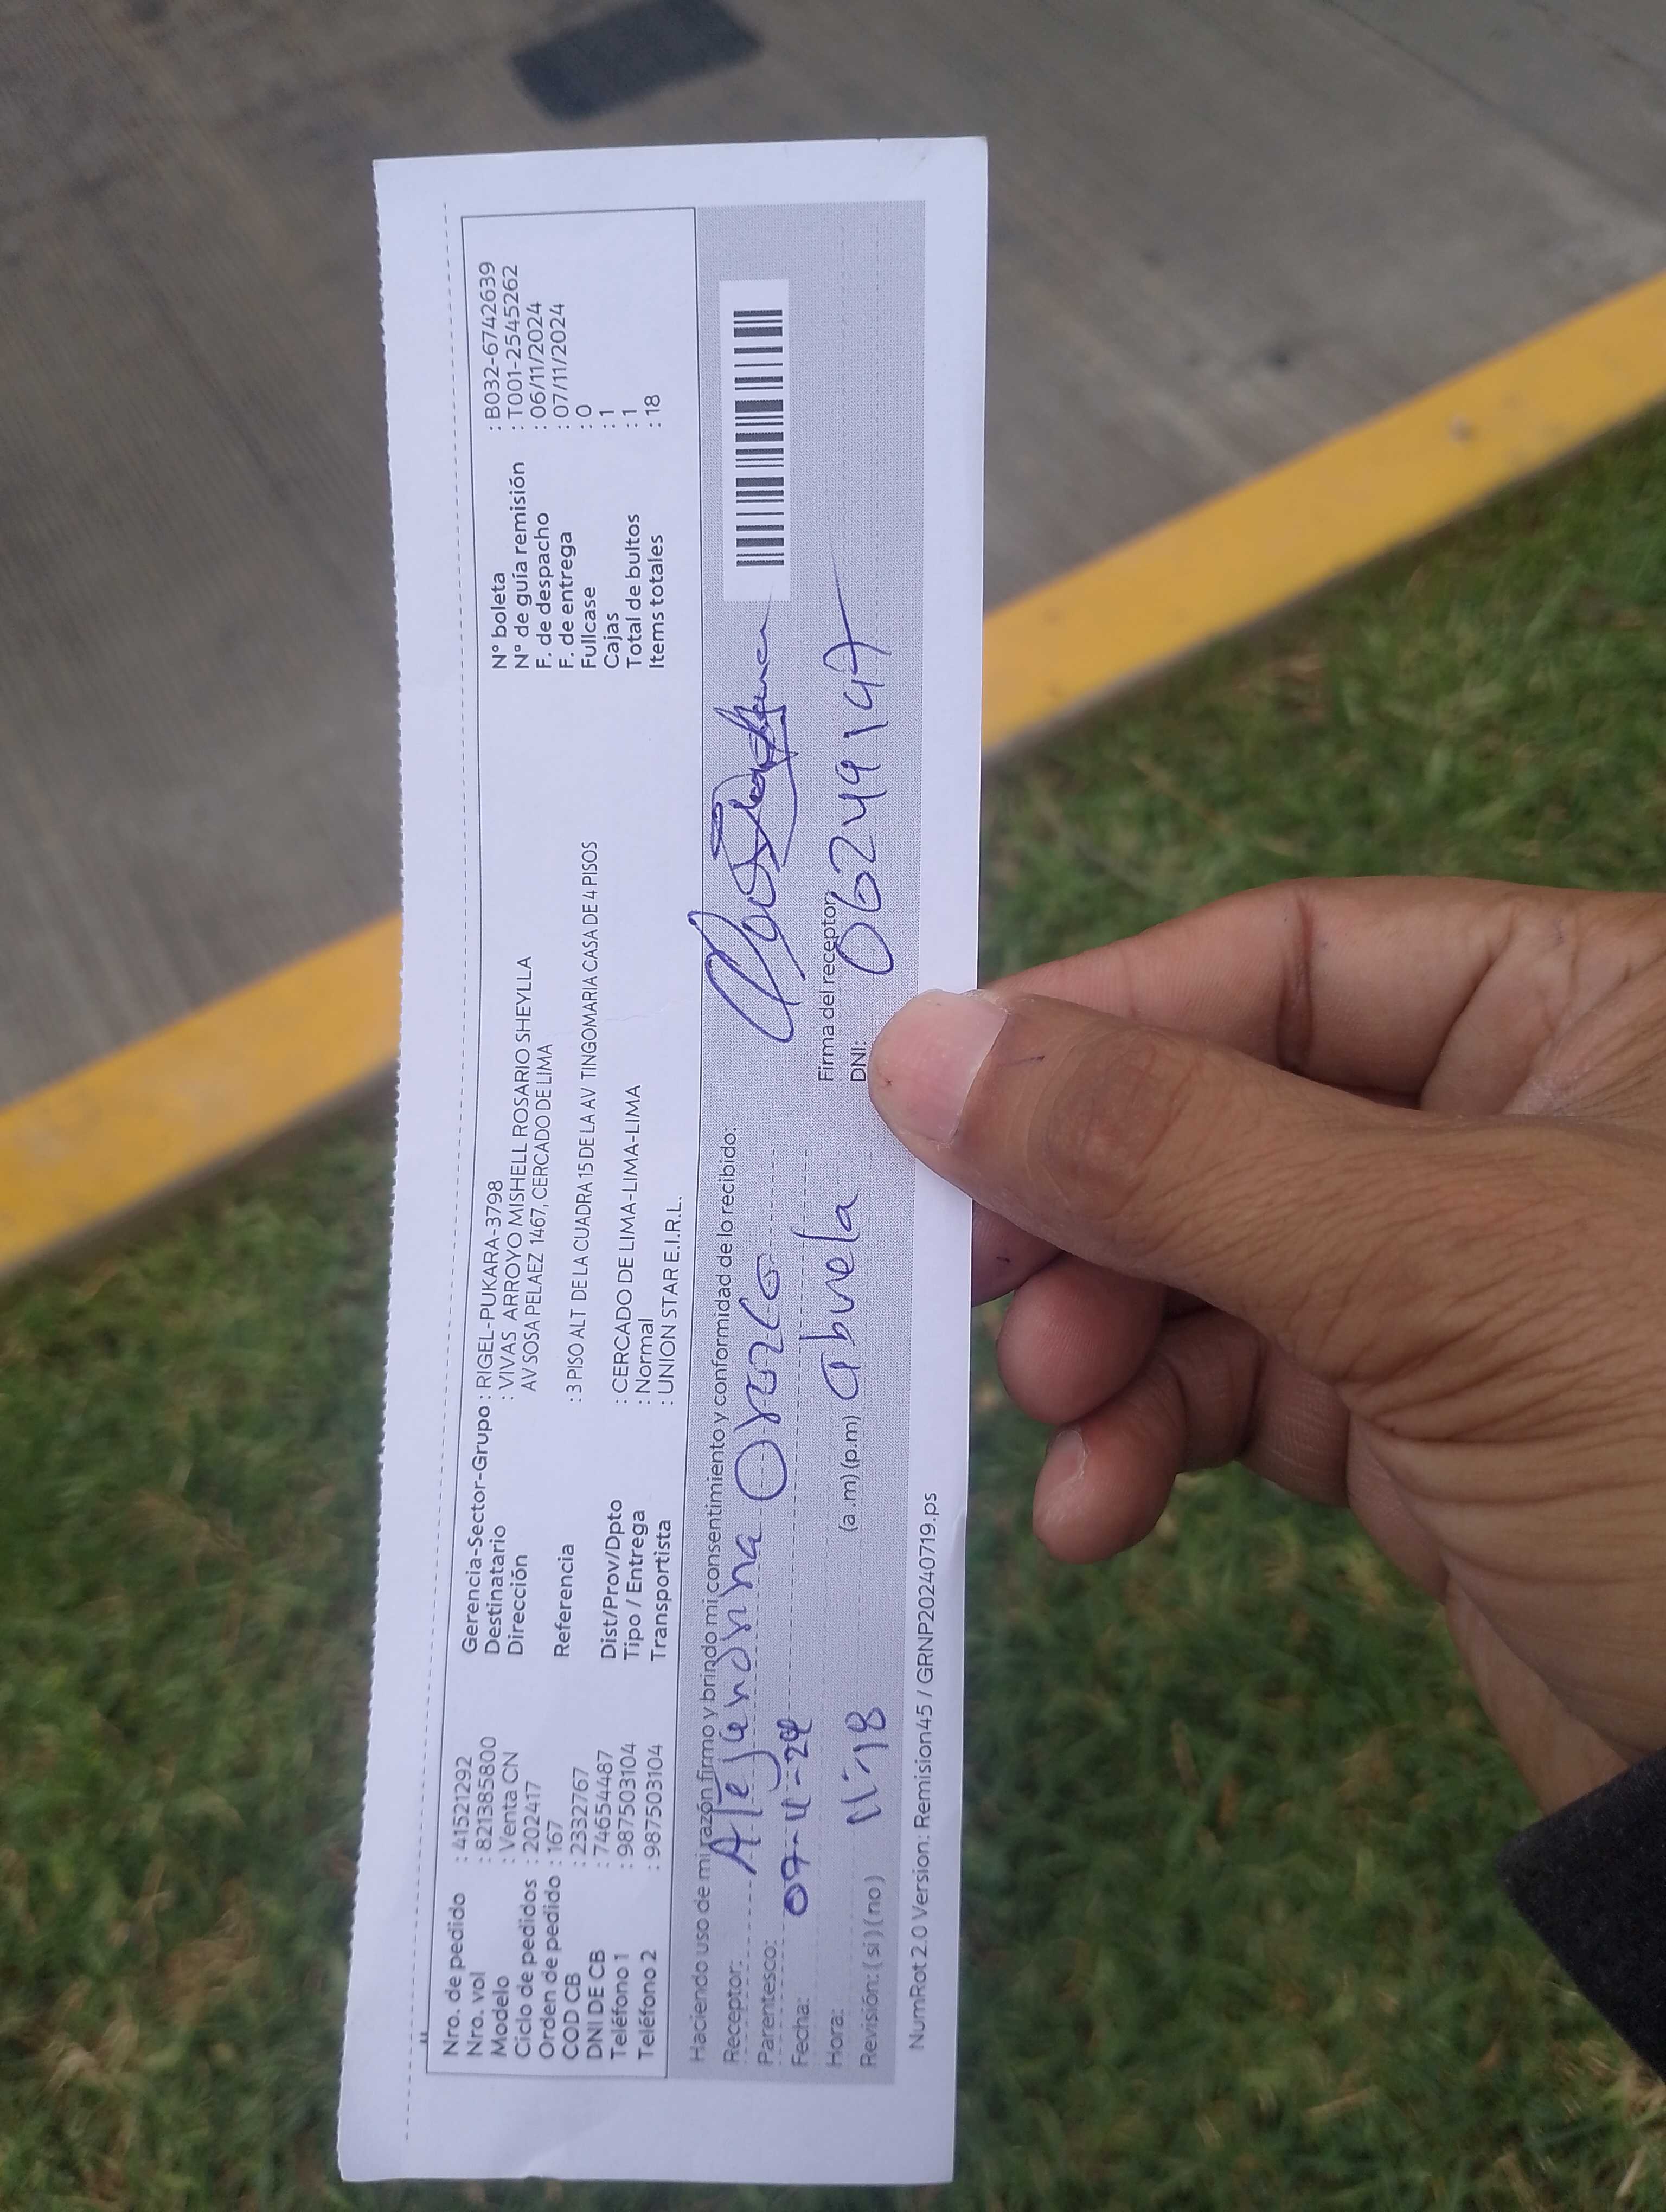 Nro. de pedido : 41521292
Nro. vol : 821385800
Modelo : Venta CN
Ciclo de pedidos : 202417
Orden de pedido : 167
COD CB : 2332767
DNI DE CB : 74654487
Teléfono 1 : 987503104
Teléfono 2 : 987503104
Gerencia-Sector-Grupo : RIGEL-PUKARA-3798
Destinatario : VIVAS ARROYO MISHELL ROSARIO SHEYLLA
Dirección AV SOSA PELAEZ 1467, CERCADO DE LIMA
Referencia : 3 PISO ALT DE LA CUADRA 15 DE LA AV TINGOMARIA CASA DE 4 PISOS
Dist/Prov/Dpto : CERCADO DE LIMA-LIMA-LIMA
Tipo / Entrega : Normal
Transportista : UNION STAR E.I.R.L.
N° boleta : B032-6742639
N° de guía remisión : T001-2545262
F. de despacho : 06/11/2024
F. de entrega : 07/11/2024
Fullcase : 0
Cajas : 1
Total de bultos : 1
Items totales : 18
Haciendo uso de mi razón firmo y brindo mi consentimiento y conformidad de lo recibido:
Receptor: Alejandrina Orozco
Parentesco: abuela
Fecha: 07-11-24
Hora: 11:18 (a.m) (p.m)
Revisión: ( si ) ( no )
Firma del receptor
DNI: 06249147
NumRot2.0 Version: Remision45 / GRNP20240719.ps